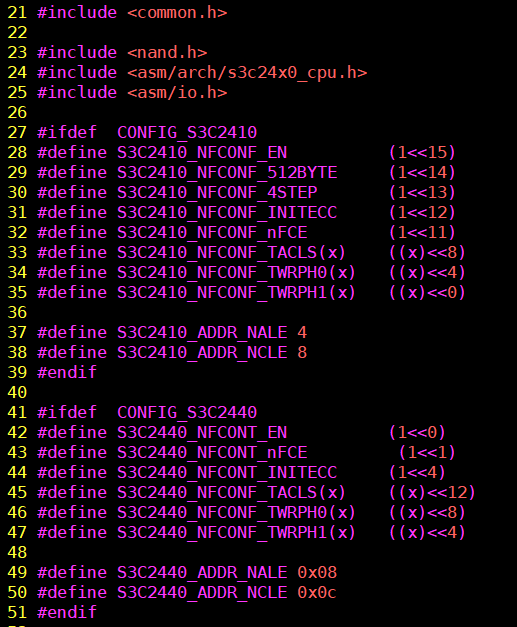 21 #include <common.h>
22
23 #include <nand.h>
24 #include <asm/arch/s3c24x0_cpu.h>
25 #include <asm/io.h>
26
27 #ifdef  CONFIG_S3C2410
28 #define S3C2410_NFCONF_EN          (1<<15)
29 #define S3C2410_NFCONF_512BYTE     (1<<14)
30 #define S3C2410_NFCONF_4STEP       (1<<13)
31 #define S3C2410_NFCONF_INITECC     (1<<12)
32 #define S3C2410_NFCONF_nFCE        (1<<11)
33 #define S3C2410_NFCONF_TACLS(x)    ((x)<<8)
34 #define S3C2410_NFCONF_TWRPH0(x)   ((x)<<4)
35 #define S3C2410_NFCONF_TWRPH1(x)   ((x)<<0)
36
37 #define S3C2410_ADDR_NALE 4
38 #define S3C2410_ADDR_NCLE 8
39 #endif
40
41 #ifdef  CONFIG_S3C2440
42 #define S3C2440_NFCONT_EN          (1<<0)
43 #define S3C2440_NFCONT_nFCE         (1<<1)
44 #define S3C2440_NFCONT_INITECC     (1<<4)
45 #define S3C2440_NFCONF_TACLS(x)    ((x)<<12)
46 #define S3C2440_NFCONF_TWRPH0(x)   ((x)<<8)
47 #define S3C2440_NFCONF_TWRPH1(x)   ((x)<<4)
48
49 #define S3C2440_ADDR_NALE 0x08
50 #define S3C2440_ADDR_NCLE 0x0c
51 #endif